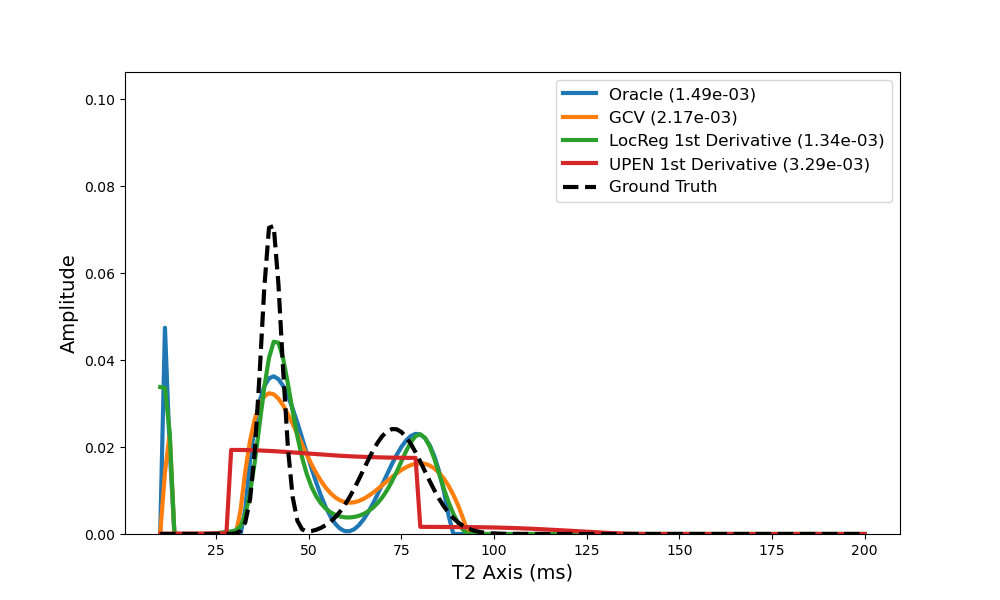 Oracle (1.49e-03)
GCV (2.17e-03)
LocReg 1st Derivative (1.34e-03)
UPEN 1st Derivative (3.29e-03)
Ground Truth
Amplitude
0.10
0.08
0.06
0.04
0.02
0.00
25 50 75 100 125 150 175 200
T2 Axis (ms)